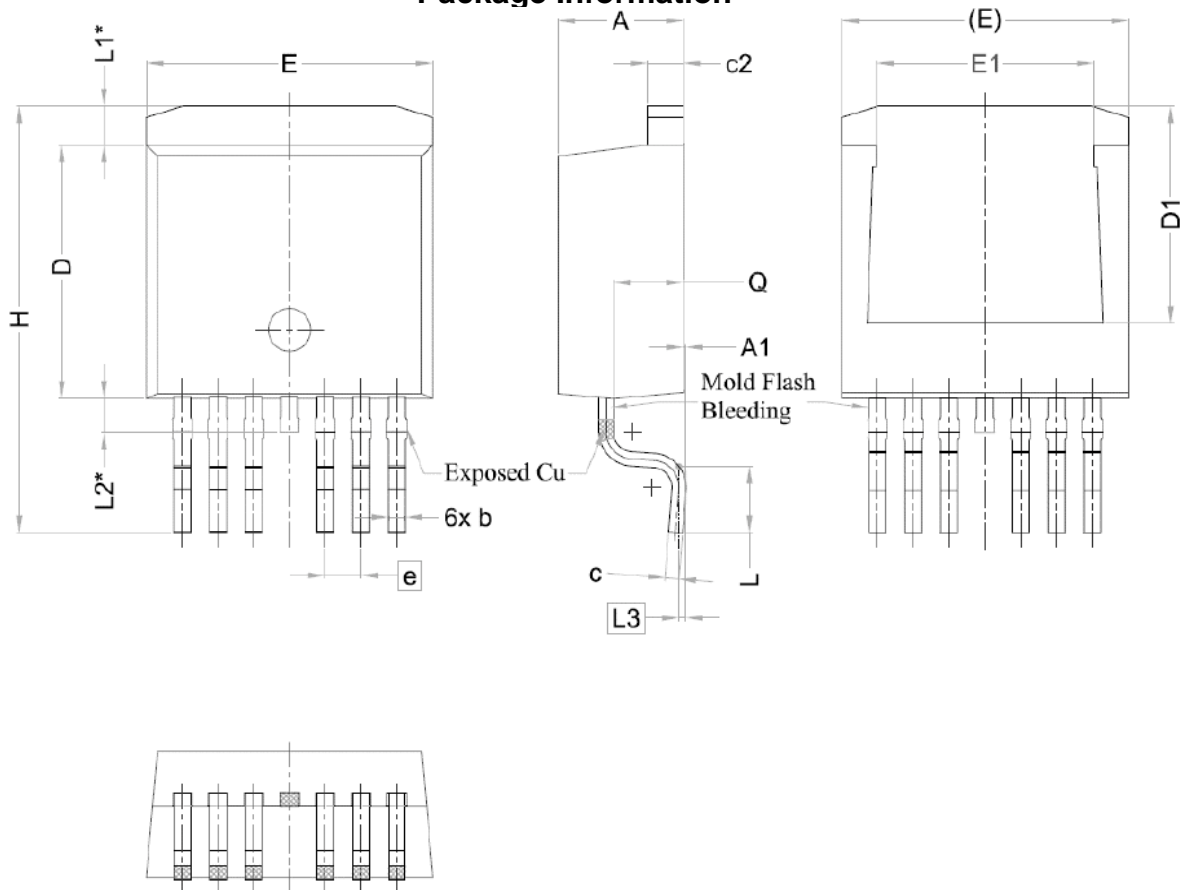 Package Information
A
(E)
L1*
E
c2
E1
D
H
D1
Q
A1
Mold Flash
Bleeding
L2*
Exposed Cu
6x b
e
c
L
L3